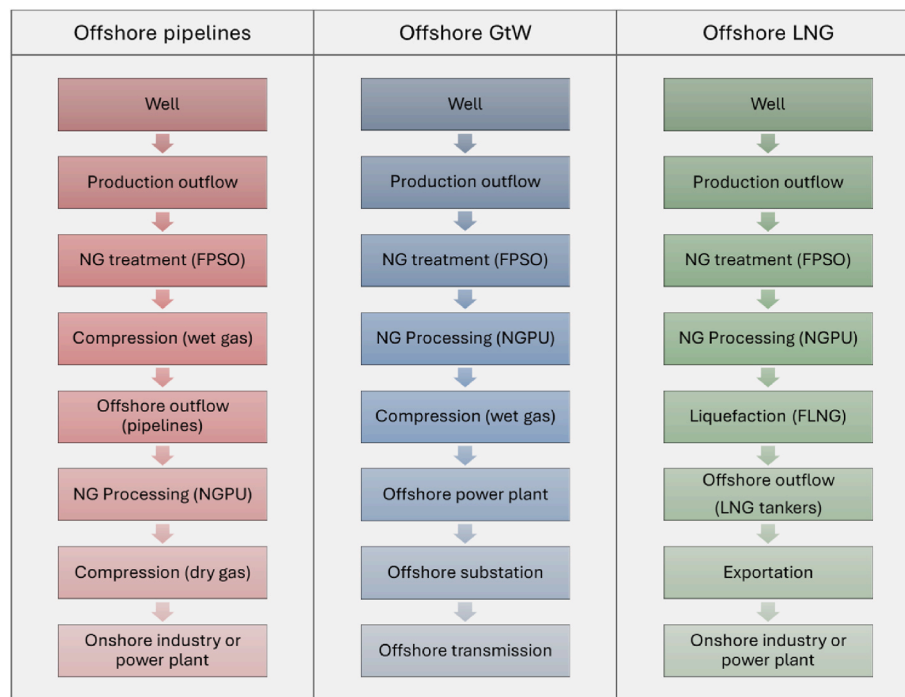 Offshore pipelines
Well
Production outflow
NG treatment (FPSO)
Compression (wet gas)
Offshore outflow
(pipelines)
NG Processing (NGPU)
Compression (dry gas)
Onshore industry or
power plant
Offshore GtW
Well
Production outflow
NG treatment (FPSO)
NG Processing (NGPU)
Compression (wet gas)
Offshore power plant
Offshore substation
Offshore transmission
Offshore LNG
Well
Production outflow
NG treatment (FPSO)
NG Processing (NGPU)
Liquefaction (FLNG)
Offshore outflow
(LNG tankers)
Exportation
Onshore industry or
power plant